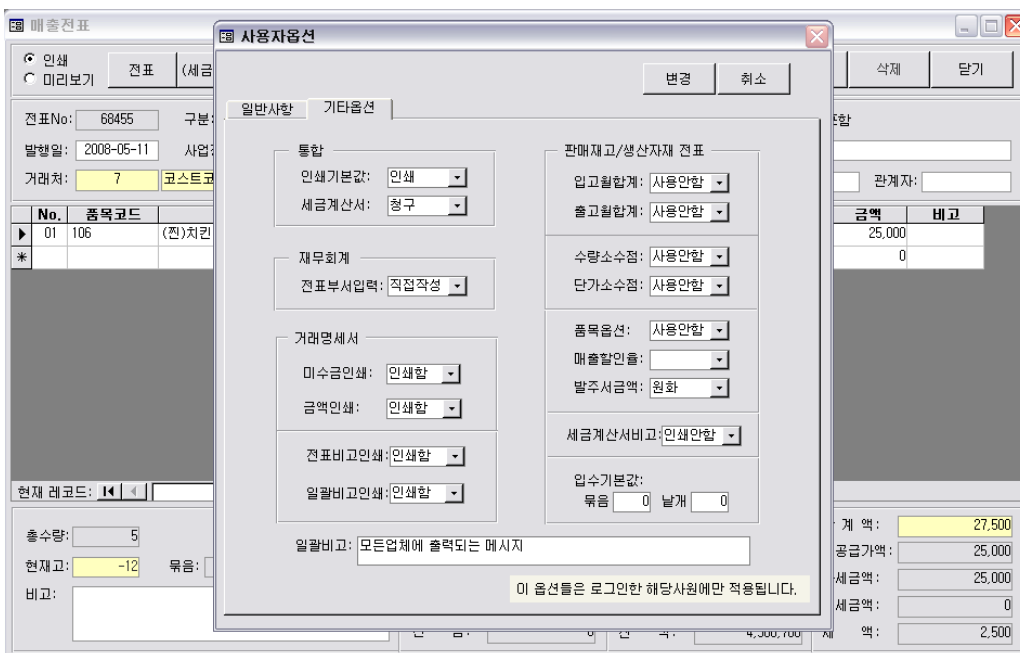 매출전표
사용자옵션
인쇄
미리보기
전표
(세금
변경
취소
삭제
닫기
일반사항
기타옵션
전표No: 68455
구분:
포함
발행일: 2008-05-11
거래처: 7 코스트코
관계자:
No. 품목코드
금액 비고
01 106 (찐)치킨
25,000
0
통합
인쇄기본값: 인쇄
세금계산서: 청구
재무회계
전표부서입력: 직접작성
거래명세서
미수금인쇄: 인쇄함
금액인쇄: 인쇄함
전표비고인쇄: 인쇄함
일괄비고인쇄: 인쇄함
판매재고/생산자재 전표
입고월합계: 사용안함
출고월합계: 사용안함
수량소수점: 사용안함
단가소수점: 사용안함
품목옵션: 사용안함
매출할인율:
발주서금액: 원화
세금계산서비고: 인쇄안함
입수기본값:
묶음 0 낱개 0
일괄비고: 모든업체에 출력되는 메시지
이 옵션들은 로그인한 해당사원에만 적용됩니다.
현재 레코드:
총수량: 5
현재고: -12 묶음:
비고:
계 액: 27,500
공급가액: 25,000
세금액: 25,000
세금액: 0
액: 2,500